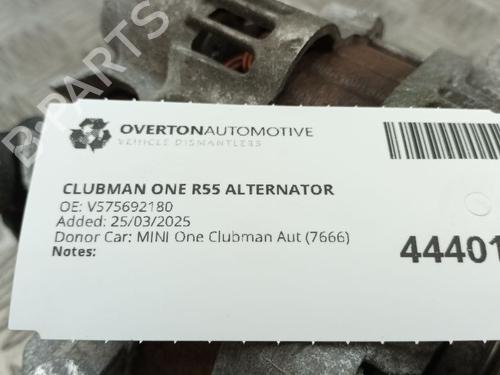 OVERTONAUTOMOTIVE
VEHICLE DISMANTLERS
CLUBMAN ONE R55 ALTERNATOR
OE: V575692180
Added: 25/03/2025
Donor Car: MINI One Clubman Aut (7666)
Notes:
44401
B-PARTS